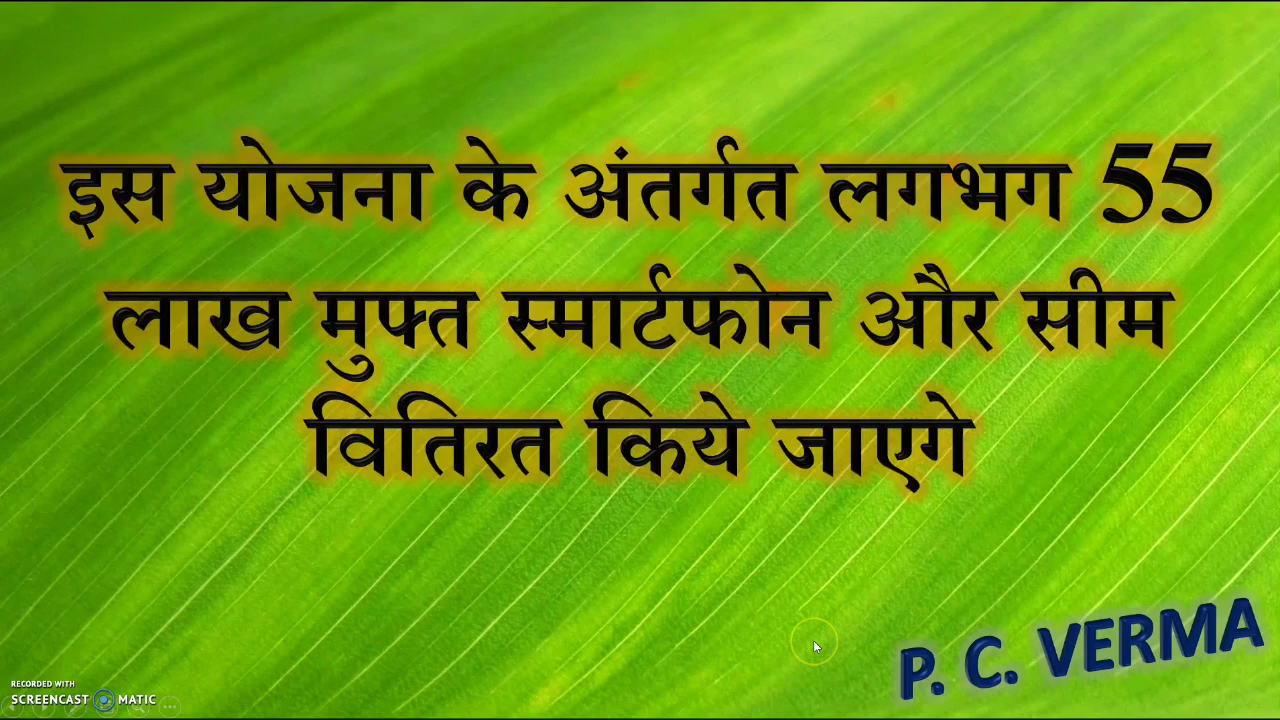 इस योजना के अंतर्गत लगभग 55
लाख मुफ्त स्मार्टफोन और सीम
वितिरत किये जाएगे
P. C. VERMA
RECORDED WITH
SCREENCAST MATIC